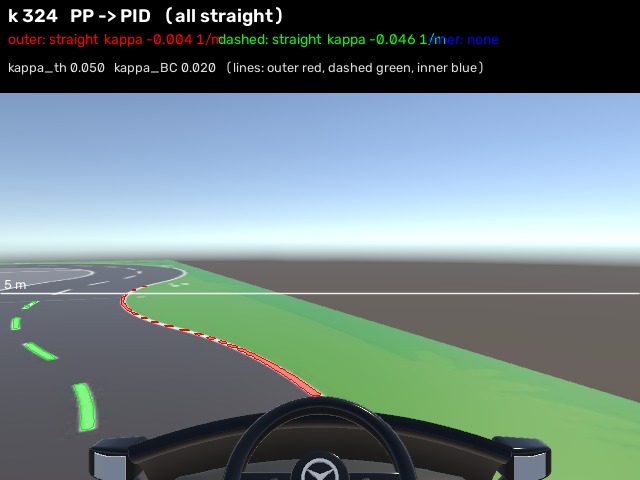 k 324 PP -> PID (all straight)
outer: straight kappa -0.004 1/m dashed: straight kappa -0.046 1/m inner: none
kappa_th 0.050 kappa_BC 0.020 (lines: outer red, dashed green, inner blue)
5 m